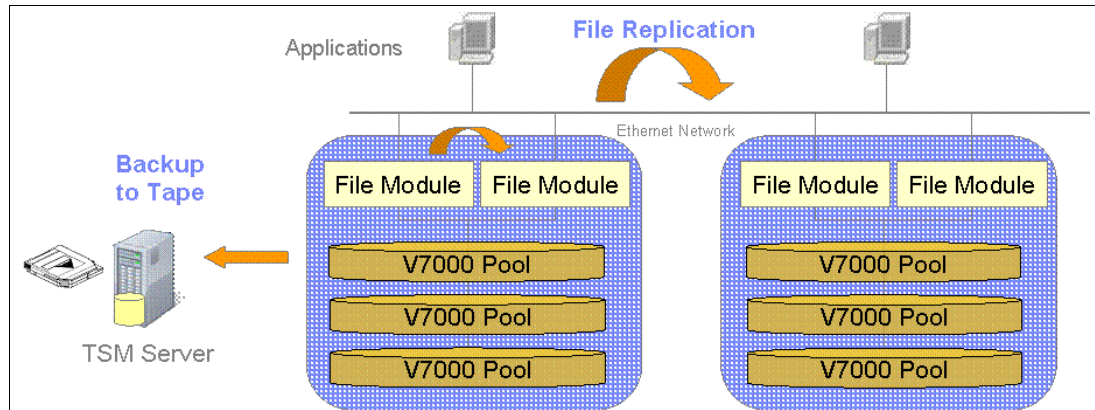 File Replication
Applications
Ethernet Network
Backup
to Tape
File Module
File Module
File Module
File Module
V7000 Pool
V7000 Pool
V7000 Pool
V7000 Pool
V7000 Pool
V7000 Pool
TSM Server